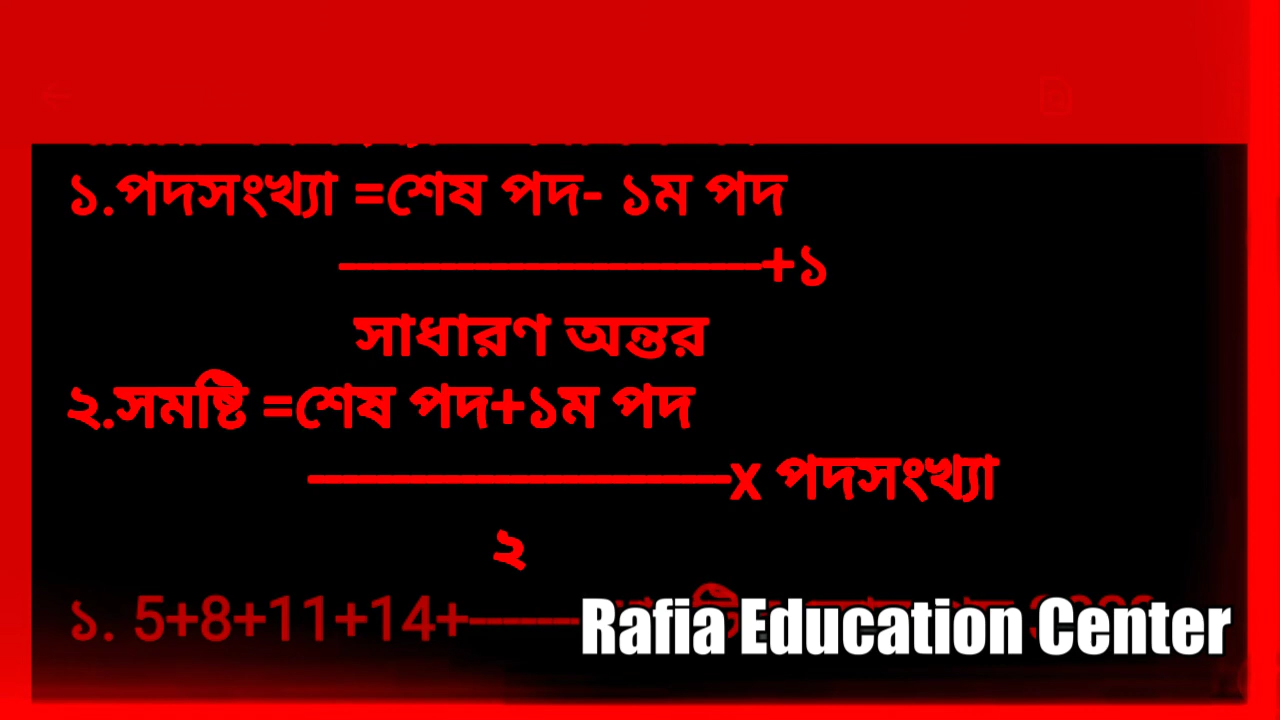 ১.পদসংখ্যা =শেষ পদ- ১ম পদ
————————————+১
সাধারণ অন্তর
২.সমষ্টি =শেষ পদ+১ম পদ
————————————x পদসংখ্যা
২
১. 5+8+11+14+———
Rafia Education Center